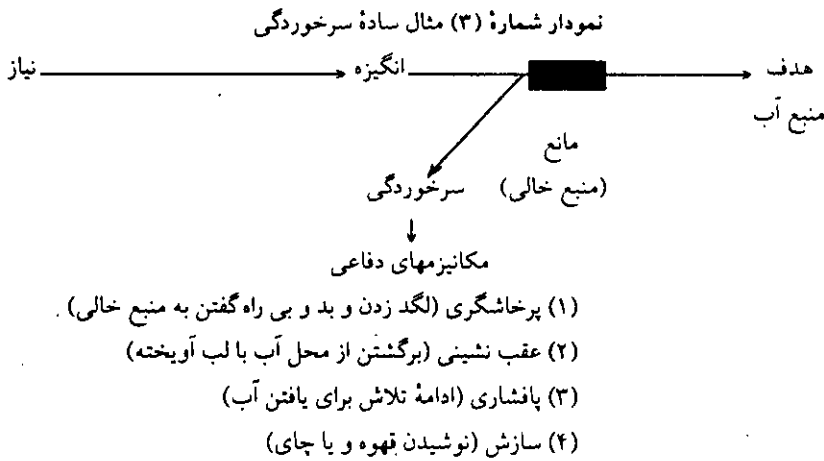 نمودار شمارهٔ (۳) مثال سادهٔ سرخوردگی
نیاز انگیزه هدف
منبع آب
مانع
سرخوردگی (منبع خالی)
مکانیزمهای دفاعی
(۱) پرخاشگری (لگد زدن و بد و بی راه گفتن به منبع خالی)
(۲) عقب نشینی (برگشتن از محل آب با لب آویخته)
(۳) پافشاری (ادامهٔ تلاش برای یافتن آب)
(۴) سازش (نوشیدن قهوه و یا چای)